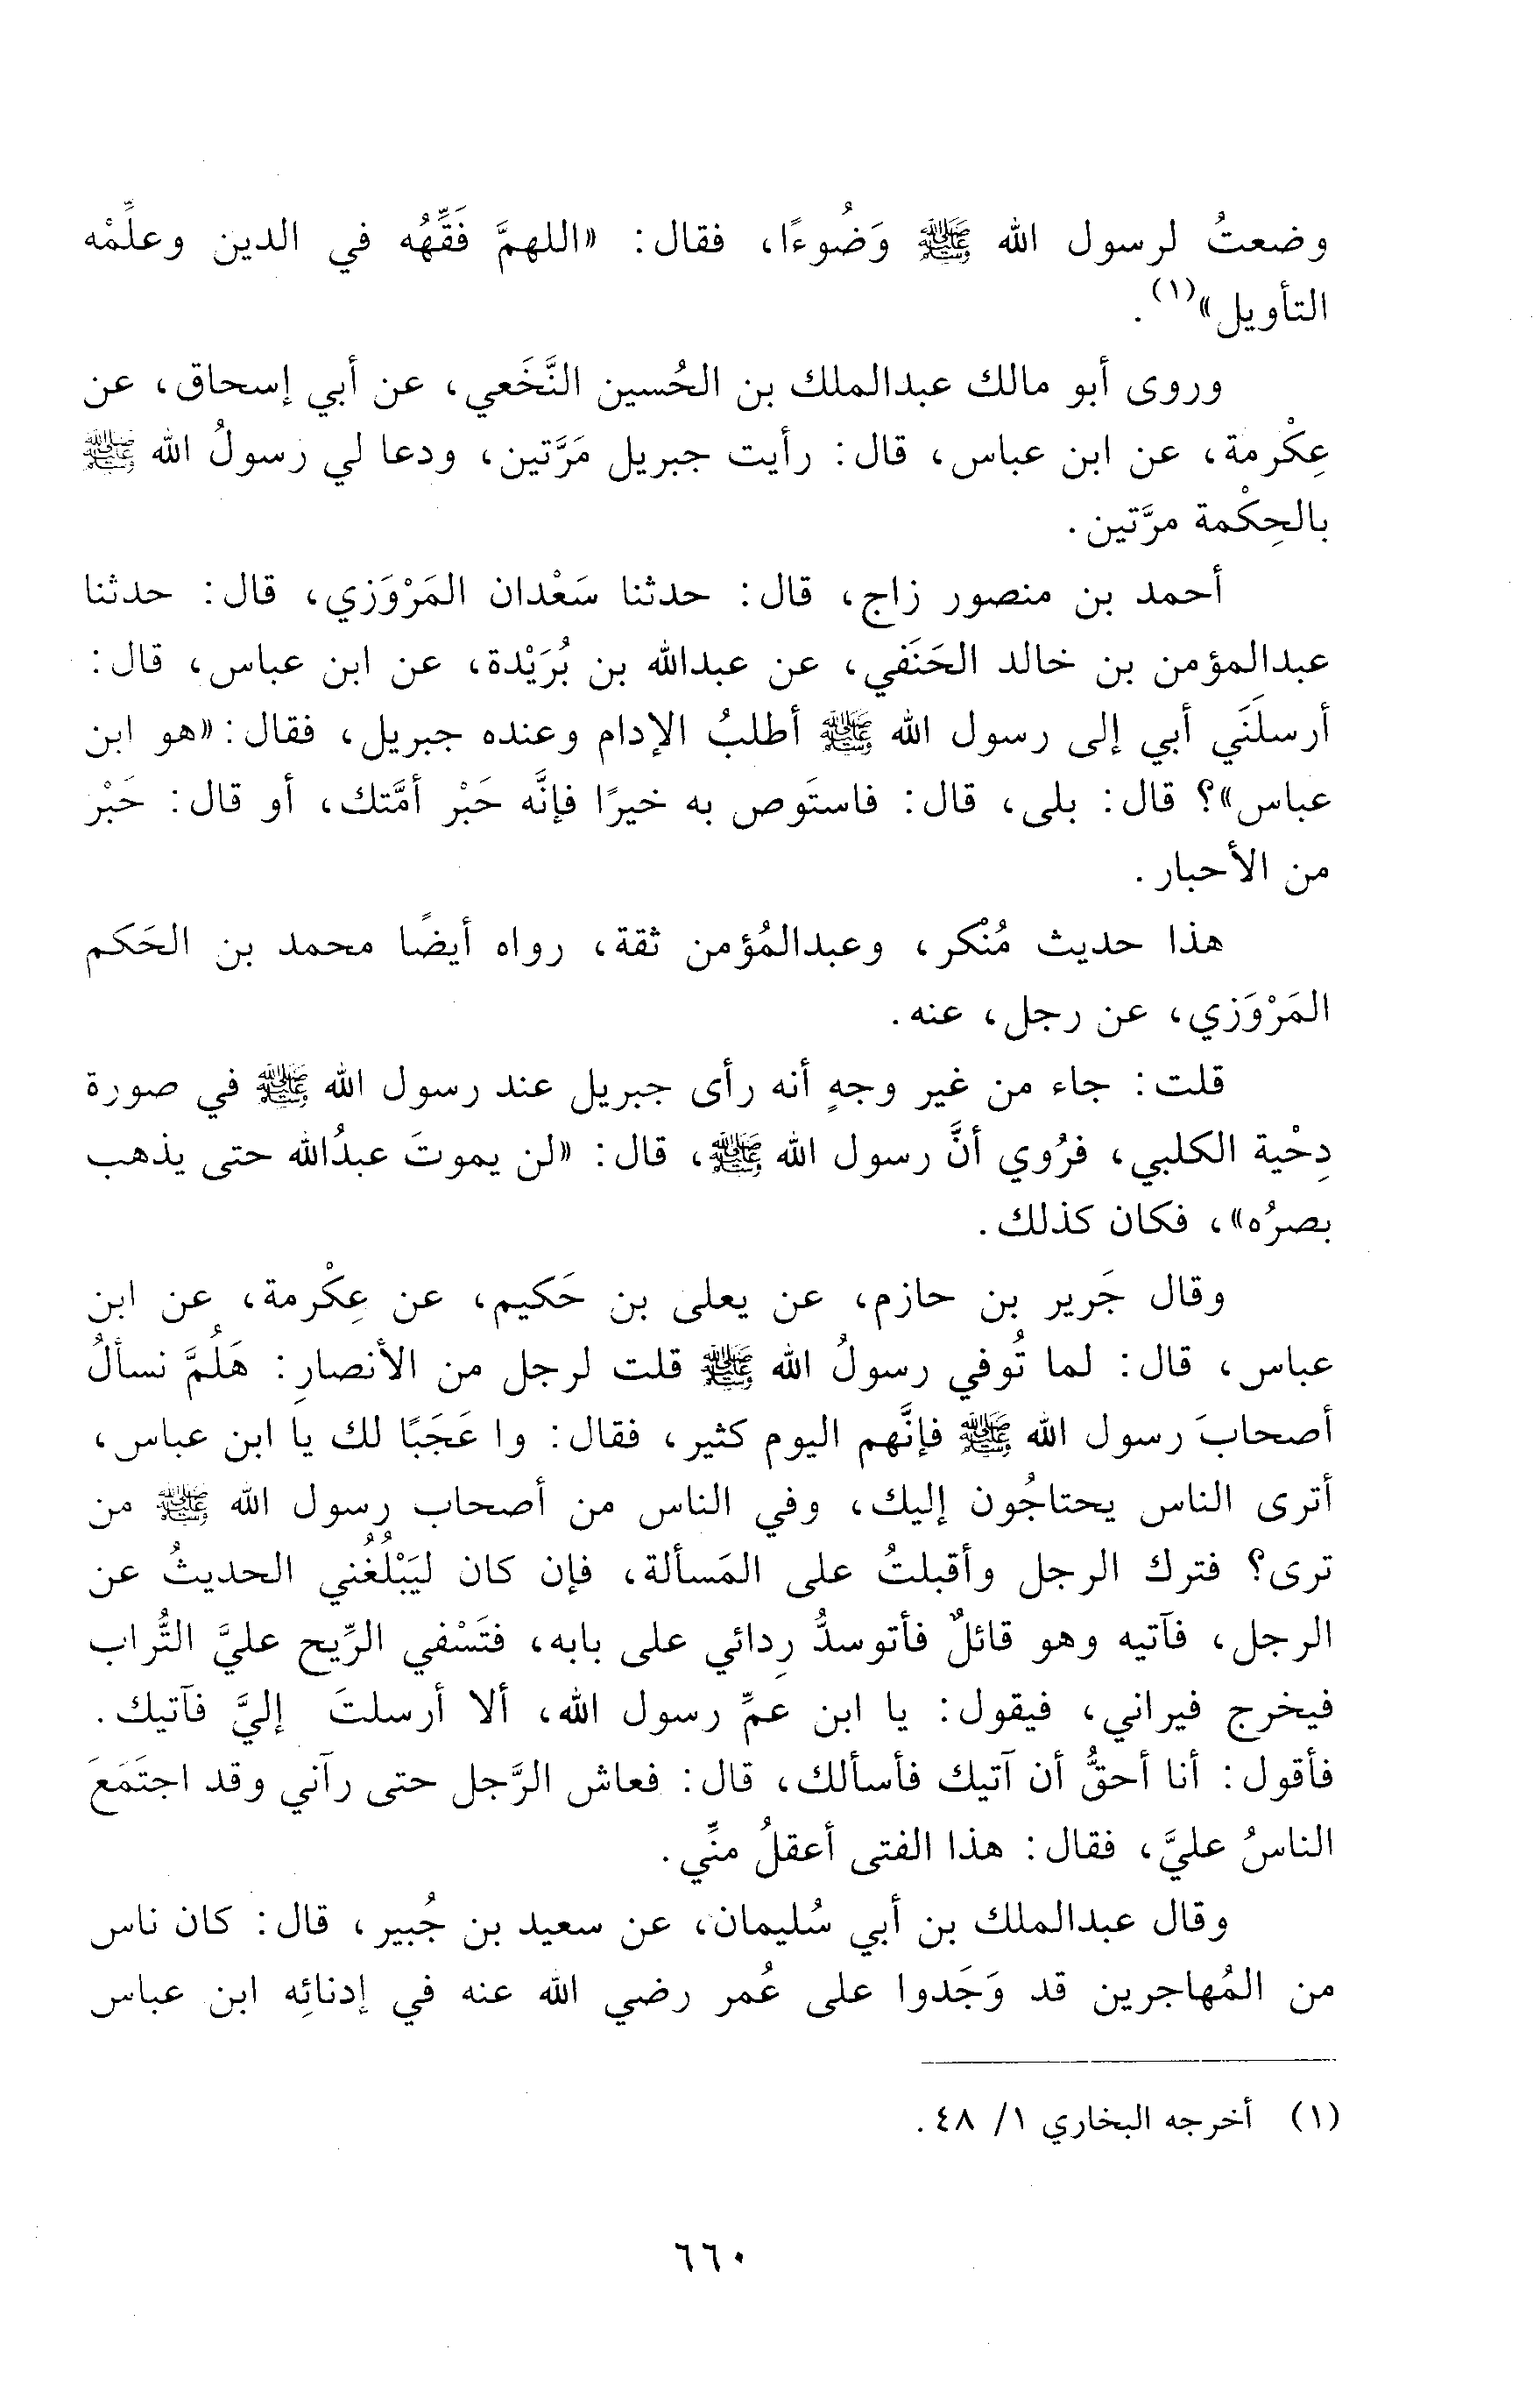 وضعتُ لرسول الله ﷺ وَضُوءًا، فقال: «اللهمَّ فَقِّهْه في الدين وعلِّمْه
التأويل»(١).
وروى أبو مالك عبدالملك بن الحُسين النَّخَعي، عن أبي إسحاق، عن
عِكْرمة، عن ابن عباس، قال: رأيت جبريل مَرَّتين، ودعا لي رسولُ الله ﷺ
بالحِكْمة مرَّتين.
أحمد بن منصور زاج، قال: حدثنا سَعْدان المَرْوَزي، قال: حدثنا
عبدالمؤمن بن خالد الحَنَفي، عن عبدالله بن بُرَيْدة، عن ابن عباس، قال:
أرسلَنَي أبي إلى رسول الله ﷺ أطلبُ الإدام وعنده جبريل، فقال: «هو ابن
عباس»؟ قال: بلى، قال: فاستَوص به خيرًا فإنَّه حَبْر أمَّتك، أو قال: حَبْر
من الأحبار.
هذا حديث مُنْكر، وعبدالمُؤمن ثقة، رواه أيضًا محمد بن الحَكم
المَرْوَزي، عن رجل، عنه.
قلت: جاء من غير وجهٍ أنه رأى جبريل عند رسول الله ﷺ في صورة
دِحْية الكلبي، فرُوي أنَّ رسول الله ﷺ، قال: «لن يموتَ عبدُالله حتى يذهب
بصرُه»، فكان كذلك.
وقال جَرير بن حازم، عن يعلى بن حَكيم، عن عِكْرمة، عن ابن
عباس، قال: لما تُوفي رسولُ الله ﷺ قلت لرجل من الأنصارِ: هَلُمَّ نسألُ
أصحابَ رسول الله ﷺ فإنَّهم اليوم كثير، فقال: وا عَجَبًا لك يا ابن عباس،
أترى الناس يحتاجُون إليك، وفي الناس من أصحاب رسول الله ﷺ من
ترى؟ فترك الرجل وأقبلتُ على المَسألة، فإن كان ليَبْلُغُني الحديثُ عن
الرجل، فآتيه وهو قائلٌ فأتوسدُّ رِدائي على بابه، فتَسْفي الرِّيح عليَّ التُّراب
فيخرج فيراني، فيقول: يا ابن عمِّ رسول الله، ألا أرسلتَ إليَّ فآتيك.
فأقول: أنا أحقُّ أن آتيك فأسألك، قال: فعاش الرَّجل حتى رآني وقد اجتَمَعَ
الناسُ عليَّ، فقال: هذا الفتى أعقلُ منِّي.
وقال عبدالملك بن أبي سُليمان، عن سعيد بن جُبير، قال: كان ناس
من المُهاجرين قد وَجَدوا على عُمر رضي الله عنه في إدنائِه ابن عباس
(١) أخرجه البخاري ١/ ٤٨.
٦٦٠